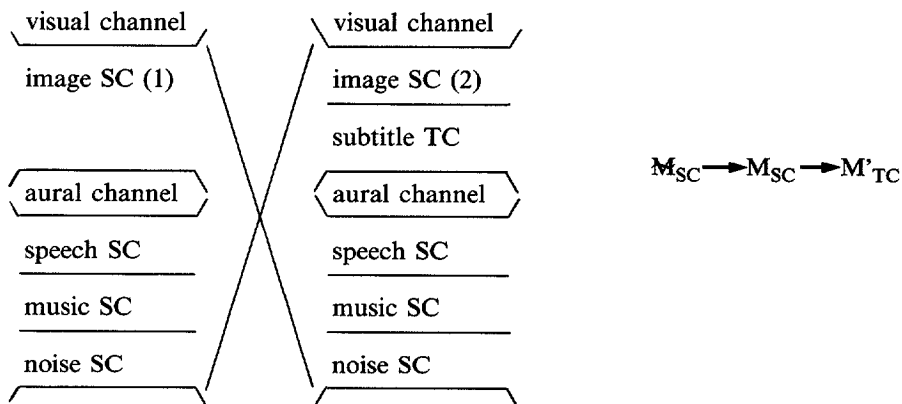 visual channel
image SC (1)
aural channel
speech SC
music SC
noise SC
visual channel
image SC (2)
subtitle TC
aural channel
speech SC
music SC
noise SC
M_SC → M_SC → M'_TC